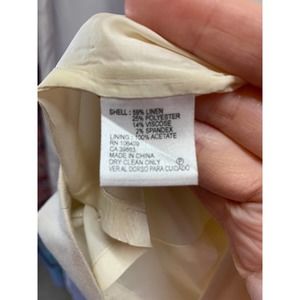 SHELL : 59% LINEN
25% POLYESTER
14% VISCOSE
2% SPANDEX
LINING : 100% ACETATE
RN 106409
CA 39863
MADE IN CHINA
DRY CLEAN ONLY Ⓟ
VER AL DORSO PARA CUIDADO